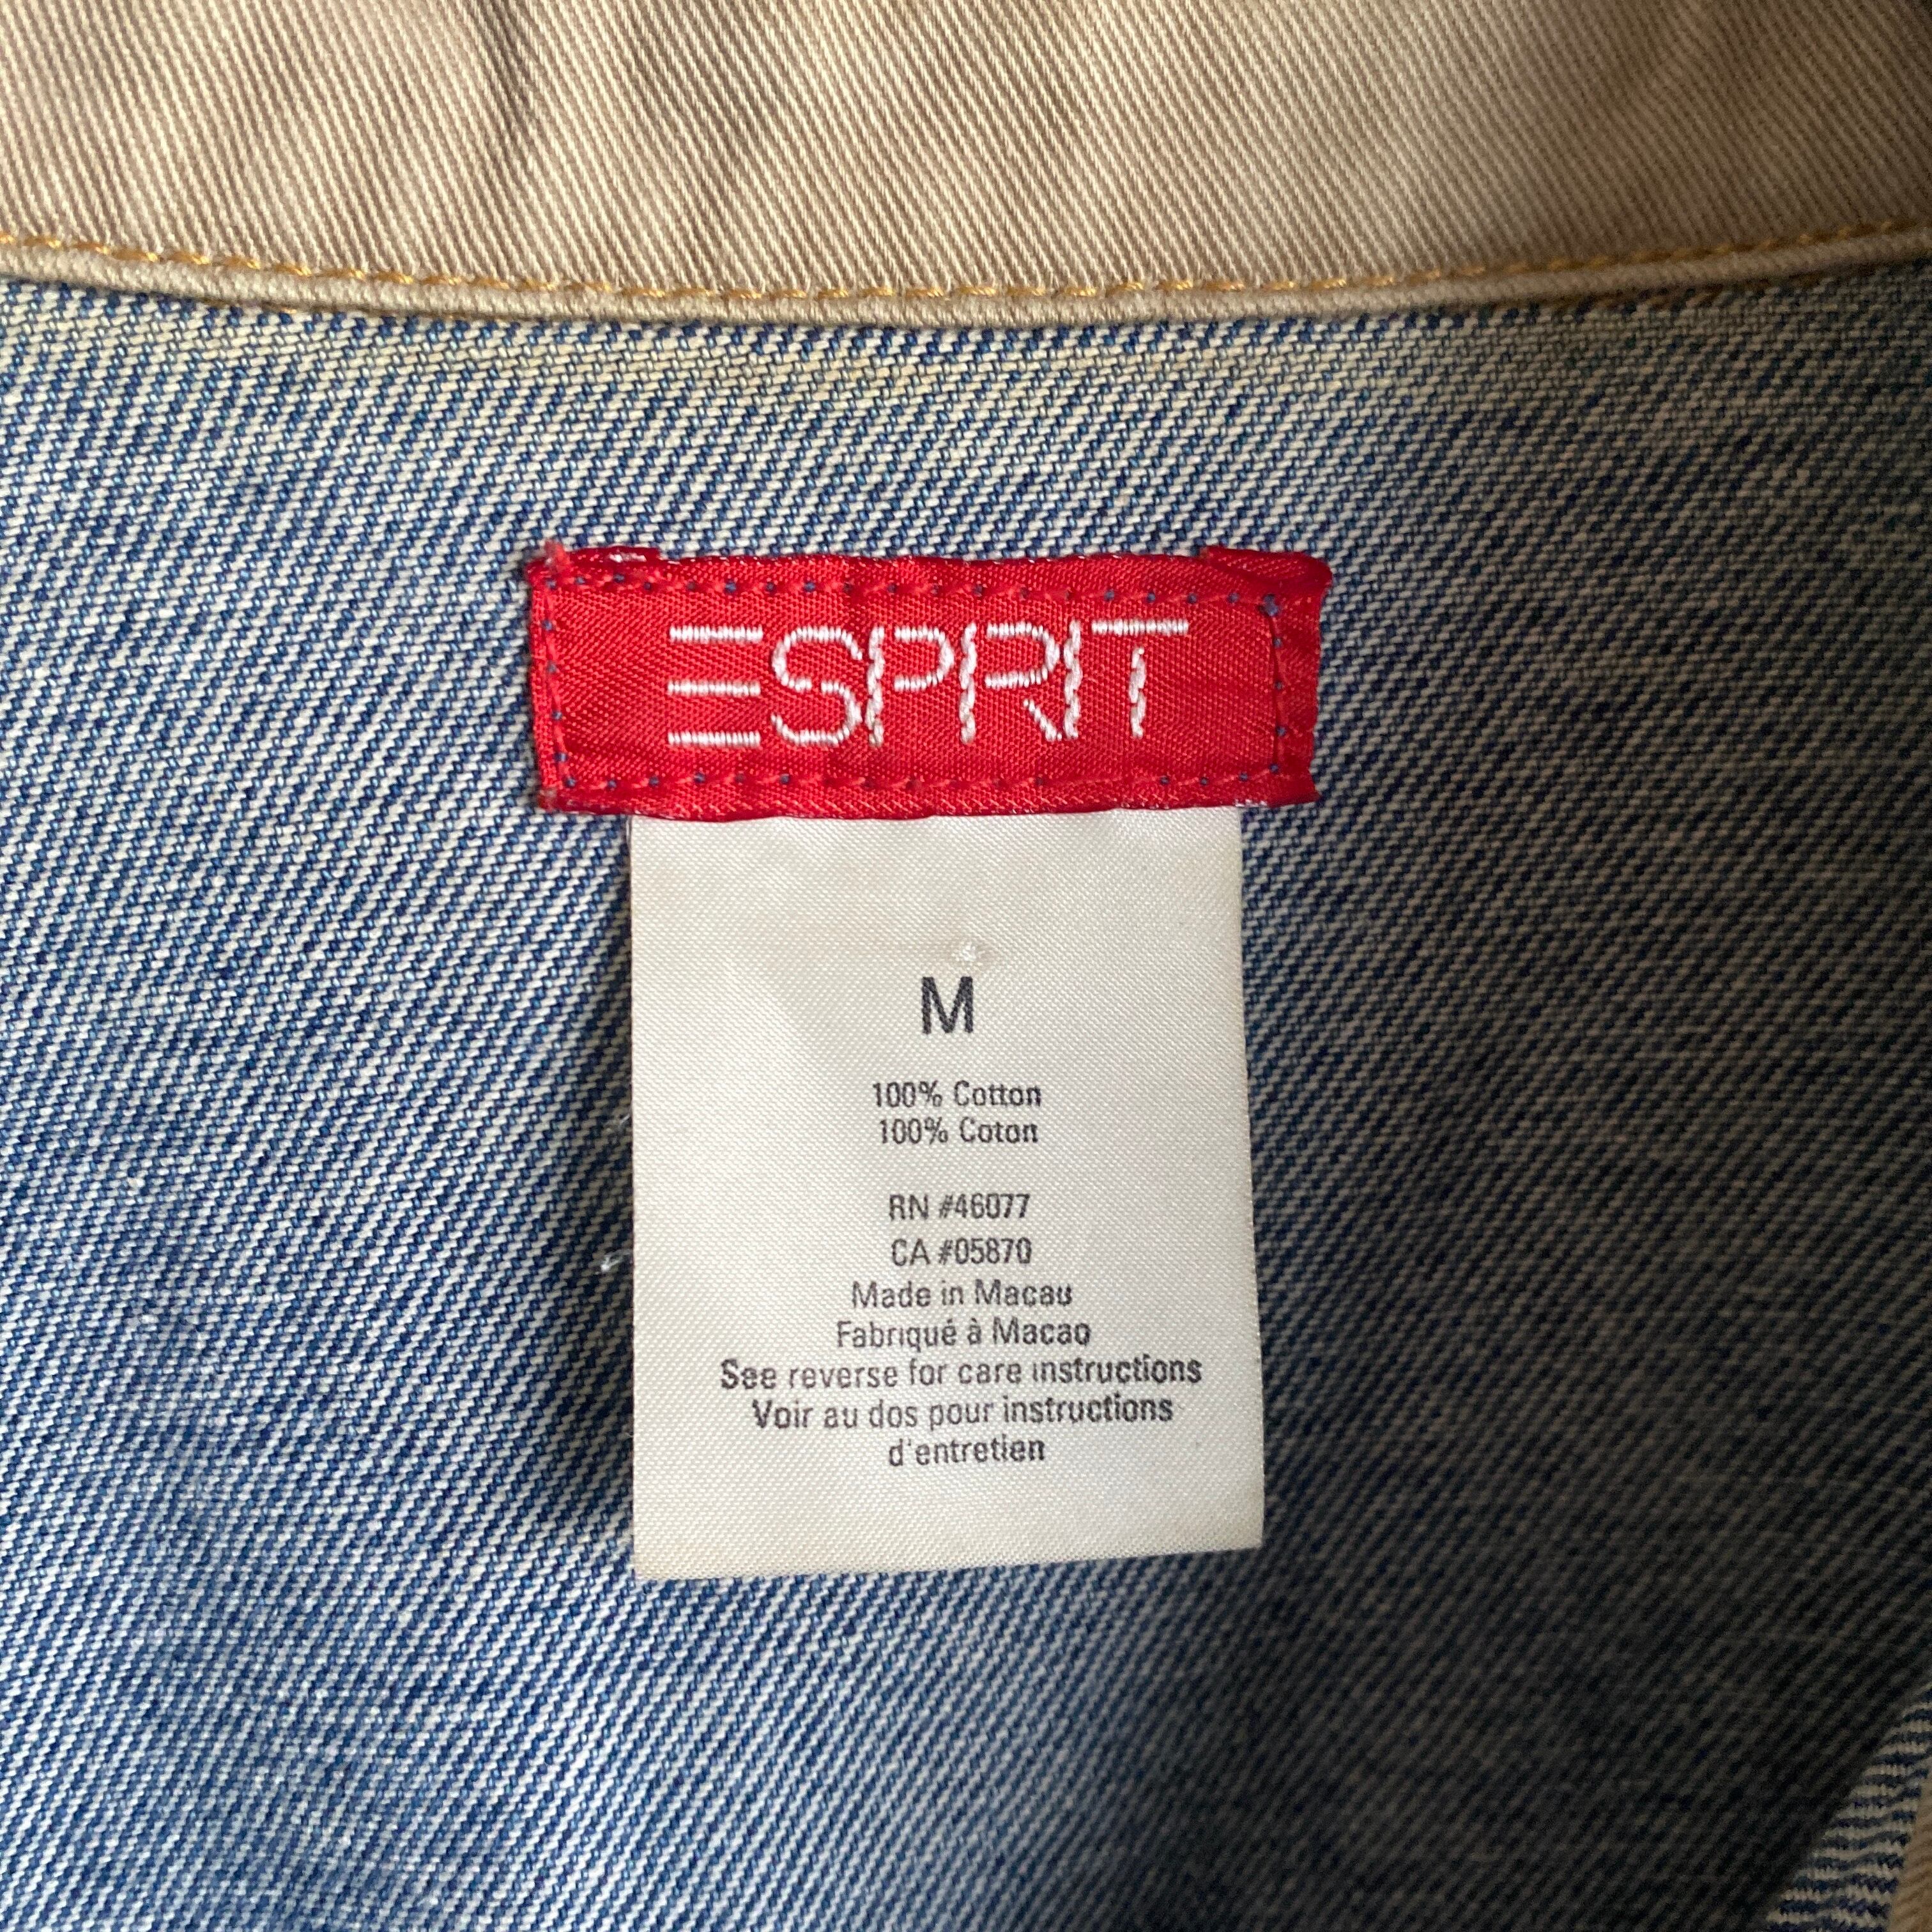 ESPRIT
M
100% Cotton
100% Coton
RN #46077
CA #05870
Made in Macau
Fabriqué à Macao
See reverse for care instructions
Voir au dos pour instructions
d'entretien